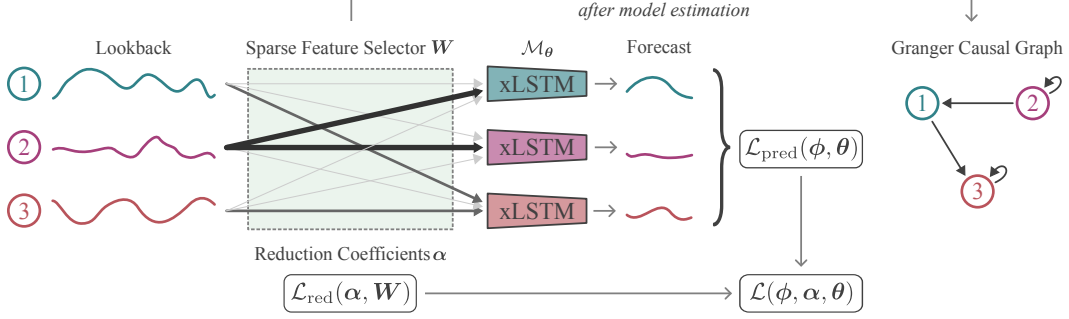 after model estimation
Lookback
Sparse Feature Selector W
M_θ
Forecast
Granger Causal Graph
1
xLSTM
1
2
2
xLSTM
L_pred(ϕ, θ)
3
xLSTM
3
Reduction Coefficients α
L_red(α, W)
L(ϕ, α, θ)